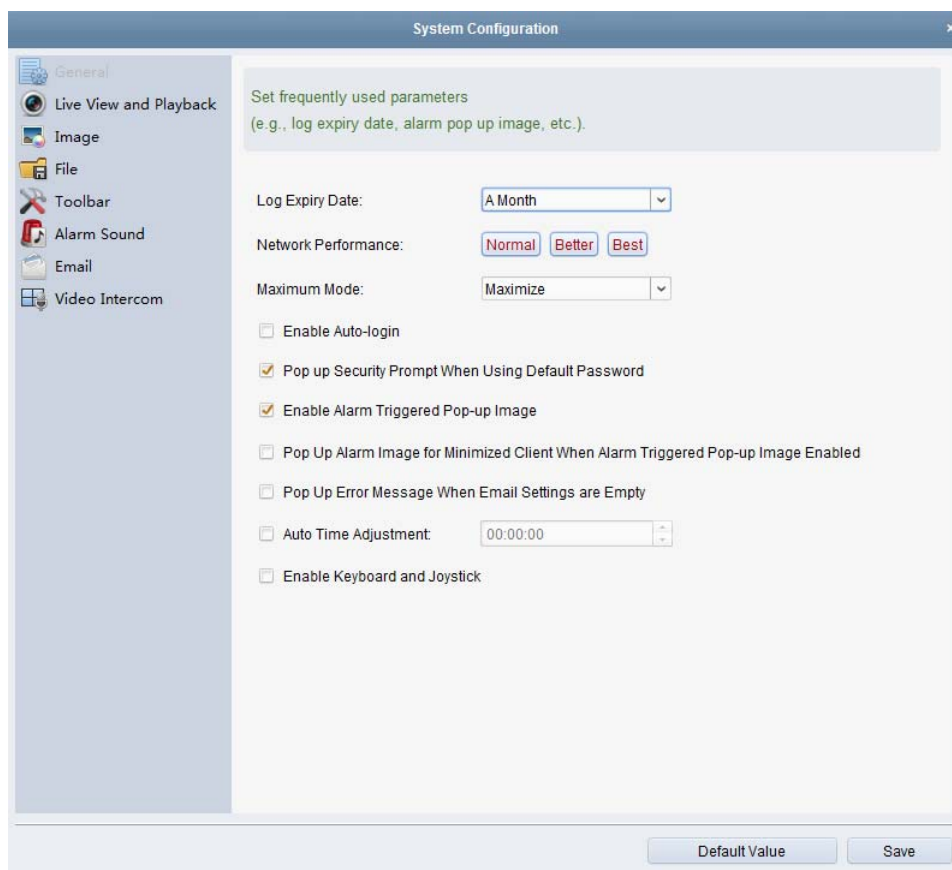 System Configuration
General
Live View and Playback
Image
File
Toolbar
Alarm Sound
Email
Video Intercom
Set frequently used parameters
(e.g., log expiry date, alarm pop up image, etc.).
Log Expiry Date: A Month
Network Performance: Normal Better Best
Maximum Mode: Maximize
Enable Auto-login
Pop up Security Prompt When Using Default Password
Enable Alarm Triggered Pop-up Image
Pop Up Alarm Image for Minimized Client When Alarm Triggered Pop-up Image Enabled
Pop Up Error Message When Email Settings are Empty
Auto Time Adjustment: 00:00:00
Enable Keyboard and Joystick
Default Value Save